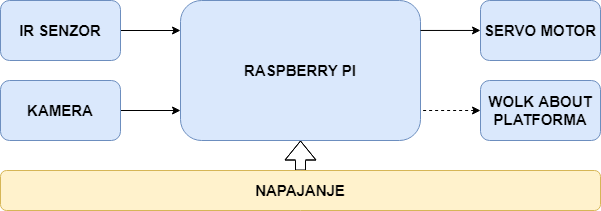 IR SENZOR
SERVO MOTOR
RASPBERRY PI
KAMERA
WOLK ABOUT
PLATFORMA
NAPAJANJE